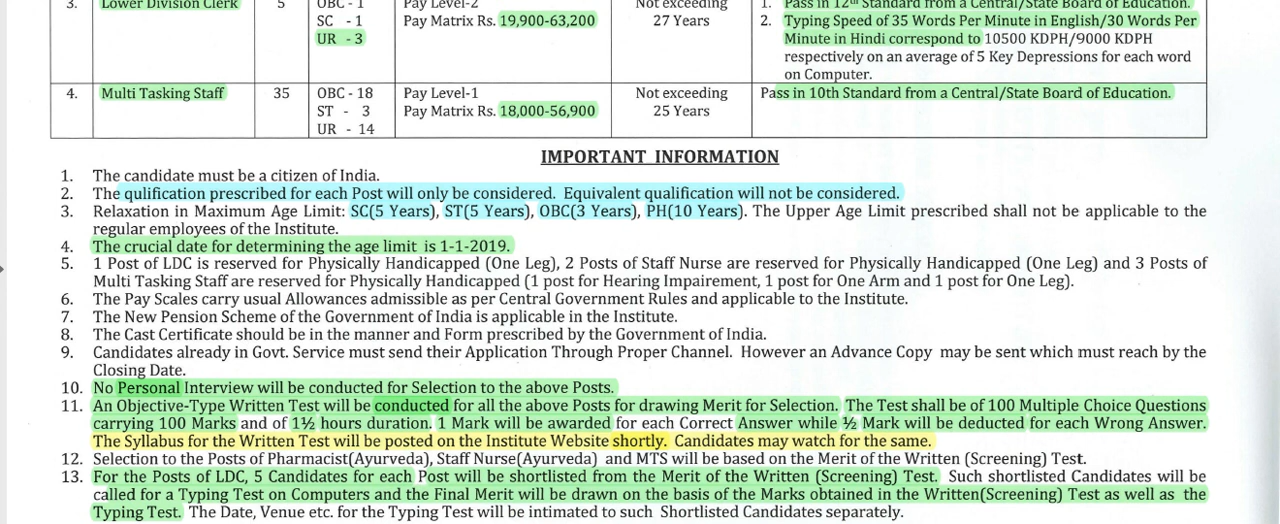 3. Lower Division Clerk 5 OBC - 1 Pay Level-2 Not exceeding 1. Pass in 12th Standard from a Central/State Board of Education.
SC - 1 Pay Matrix Rs. 19,900-63,200 27 Years 2. Typing Speed of 35 Words Per Minute in English/30 Words Per
UR - 3 Minute in Hindi correspond to 10500 KDPH/9000 KDPH
respectively on an average of 5 Key Depressions for each word
on Computer.
4. Multi Tasking Staff 35 OBC - 18 Pay Level-1 Not exceeding Pass in 10th Standard from a Central/State Board of Education.
ST - 3 Pay Matrix Rs. 18,000-56,900 25 Years
UR - 14
IMPORTANT INFORMATION
1. The candidate must be a citizen of India.
2. The qulification prescribed for each Post will only be considered. Equivalent qualification will not be considered.
3. Relaxation in Maximum Age Limit: SC(5 Years), ST(5 Years), OBC(3 Years), PH(10 Years). The Upper Age Limit prescribed shall not be applicable to the
regular employees of the Institute.
4. The crucial date for determining the age limit is 1-1-2019.
5. 1 Post of LDC is reserved for Physically Handicapped (One Leg), 2 Posts of Staff Nurse are reserved for Physically Handicapped (One Leg) and 3 Posts of
Multi Tasking Staff are reserved for Physically Handicapped (1 post for Hearing Impairement, 1 post for One Arm and 1 post for One Leg).
6. The Pay Scales carry usual Allowances admissible as per Central Government Rules and applicable to the Institute.
7. The New Pension Scheme of the Government of India is applicable in the Institute.
8. The Cast Certificate should be in the manner and Form prescribed by the Government of India.
9. Candidates already in Govt. Service must send their Application Through Proper Channel. However an Advance Copy may be sent which must reach by the
Closing Date.
10. No Personal Interview will be conducted for Selection to the above Posts.
11. An Objective-Type Written Test will be conducted for all the above Posts for drawing Merit for Selection. The Test shall be of 100 Multiple Choice Questions
carrying 100 Marks and of 1½ hours duration. 1 Mark will be awarded for each Correct Answer while ½ Mark will be deducted for each Wrong Answer.
The Syllabus for the Written Test will be posted on the Institute Website shortly. Candidates may watch for the same.
12. Selection to the Posts of Pharmacist(Ayurveda), Staff Nurse(Ayurveda) and MTS will be based on the Merit of the Written (Screening) Test.
13. For the Posts of LDC, 5 Candidates for each Post will be shortlisted from the Merit of the Written (Screening) Test. Such shortlisted Candidates will be
called for a Typing Test on Computers and the Final Merit will be drawn on the basis of the Marks obtained in the Written(Screening) Test as well as the
Typing Test. The Date, Venue etc. for the Typing Test will be intimated to such Shortlisted Candidates separately.